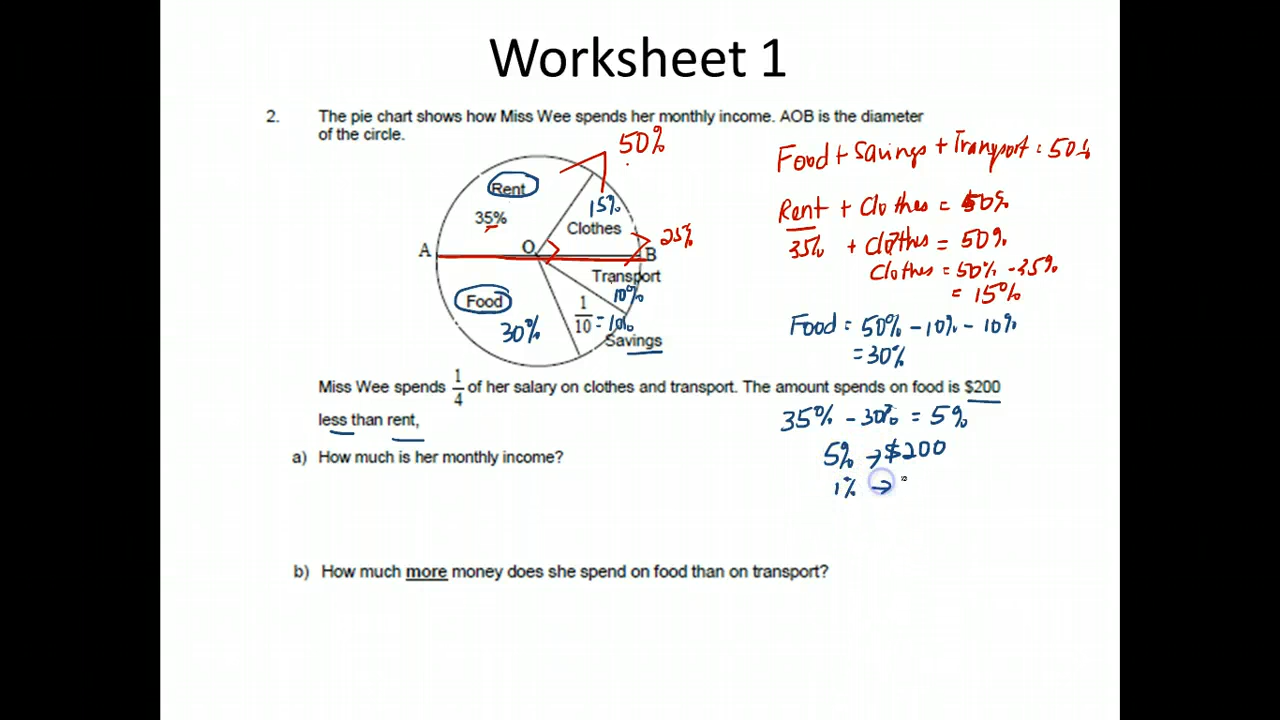 Worksheet 1
2. The pie chart shows how Miss Wee spends her monthly income. AOB is the diameter
of the circle.
50%
Rent
35%
15%
Clothes
25%
A
O
B
Transport
10%
Food
30%
1/10 = 10%
Savings
Food + Savings + Transport = 50%
Rent + Clothes = 50%
35% + Clothes = 50%
Clothes = 50% - 35%
= 15%
Food = 50% - 10% - 10%
= 30%
Miss Wee spends 1/4 of her salary on clothes and transport. The amount spends on food is $200
less than rent,
35% - 30% = 5%
5% → $200
1% →
a) How much is her monthly income?
b) How much more money does she spend on food than on transport?